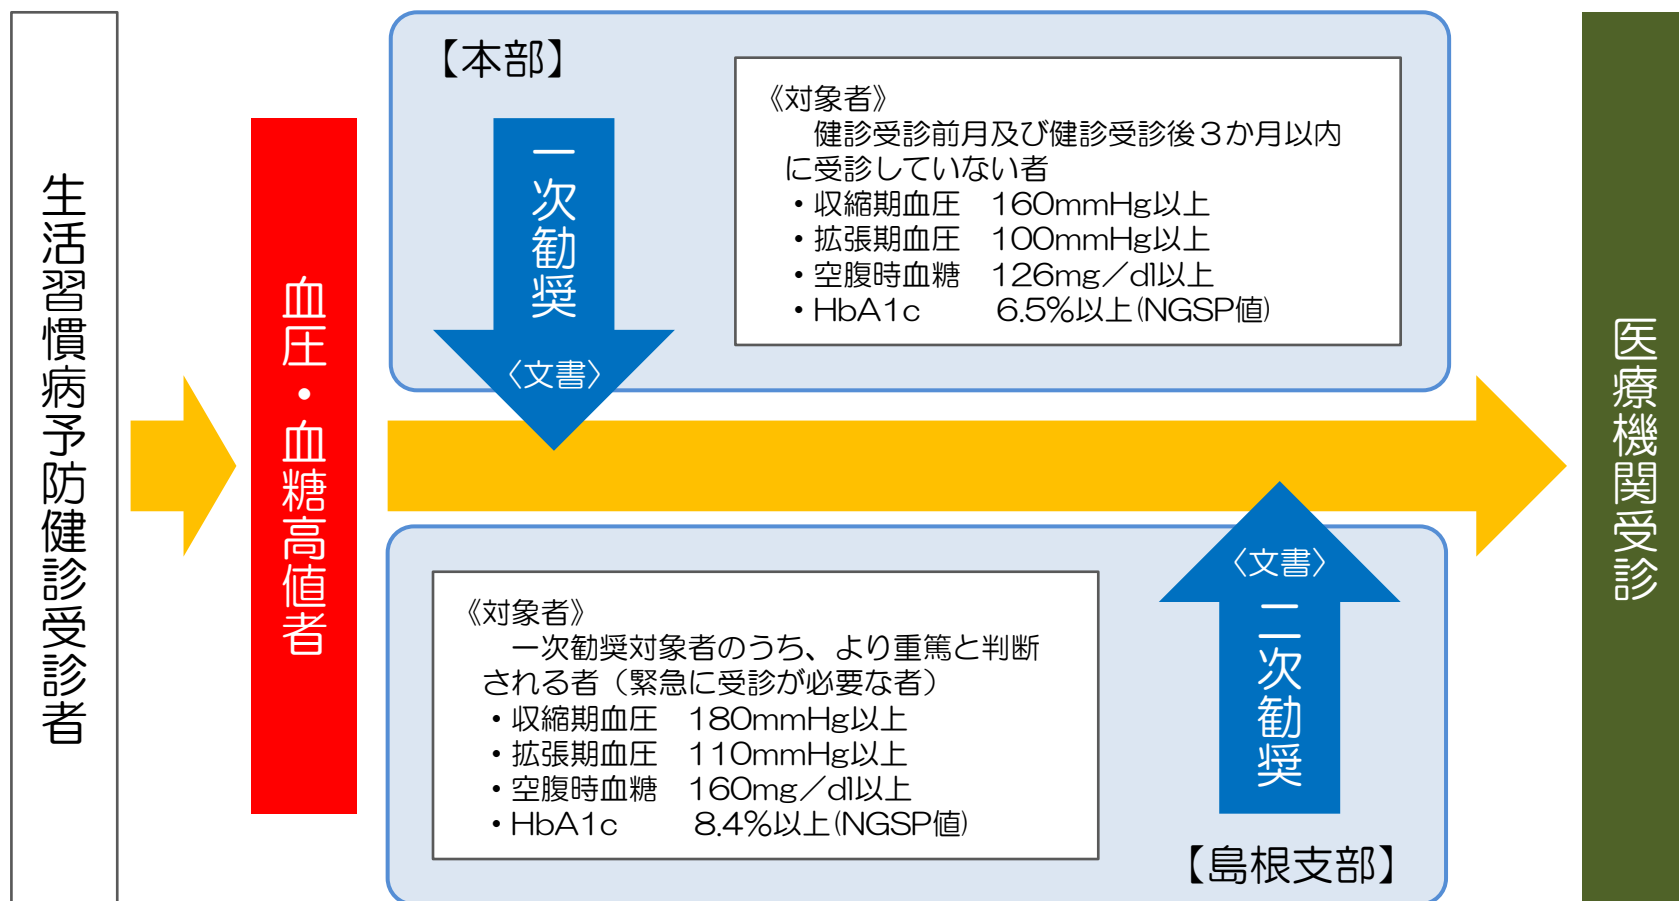 生活習慣病予防健診受診者
血圧・血糖高値者
【本部】
一次勧奨
〈文書〉
《対象者》
健診受診前月及び健診受診後３か月以内
に受診していない者
・収縮期血圧　160mmHg以上
・拡張期血圧　100mmHg以上
・空腹時血糖　126mg／dl以上
・HbA1c　6.5%以上(NGSP値)
《対象者》
一次勧奨対象者のうち、より重篤と判断
される者（緊急に受診が必要な者）
・収縮期血圧　180mmHg以上
・拡張期血圧　110mmHg以上
・空腹時血糖　160mg／dl以上
・HbA1c　8.4%以上(NGSP値)
〈文書〉
二次勧奨
【島根支部】
医療機関受診